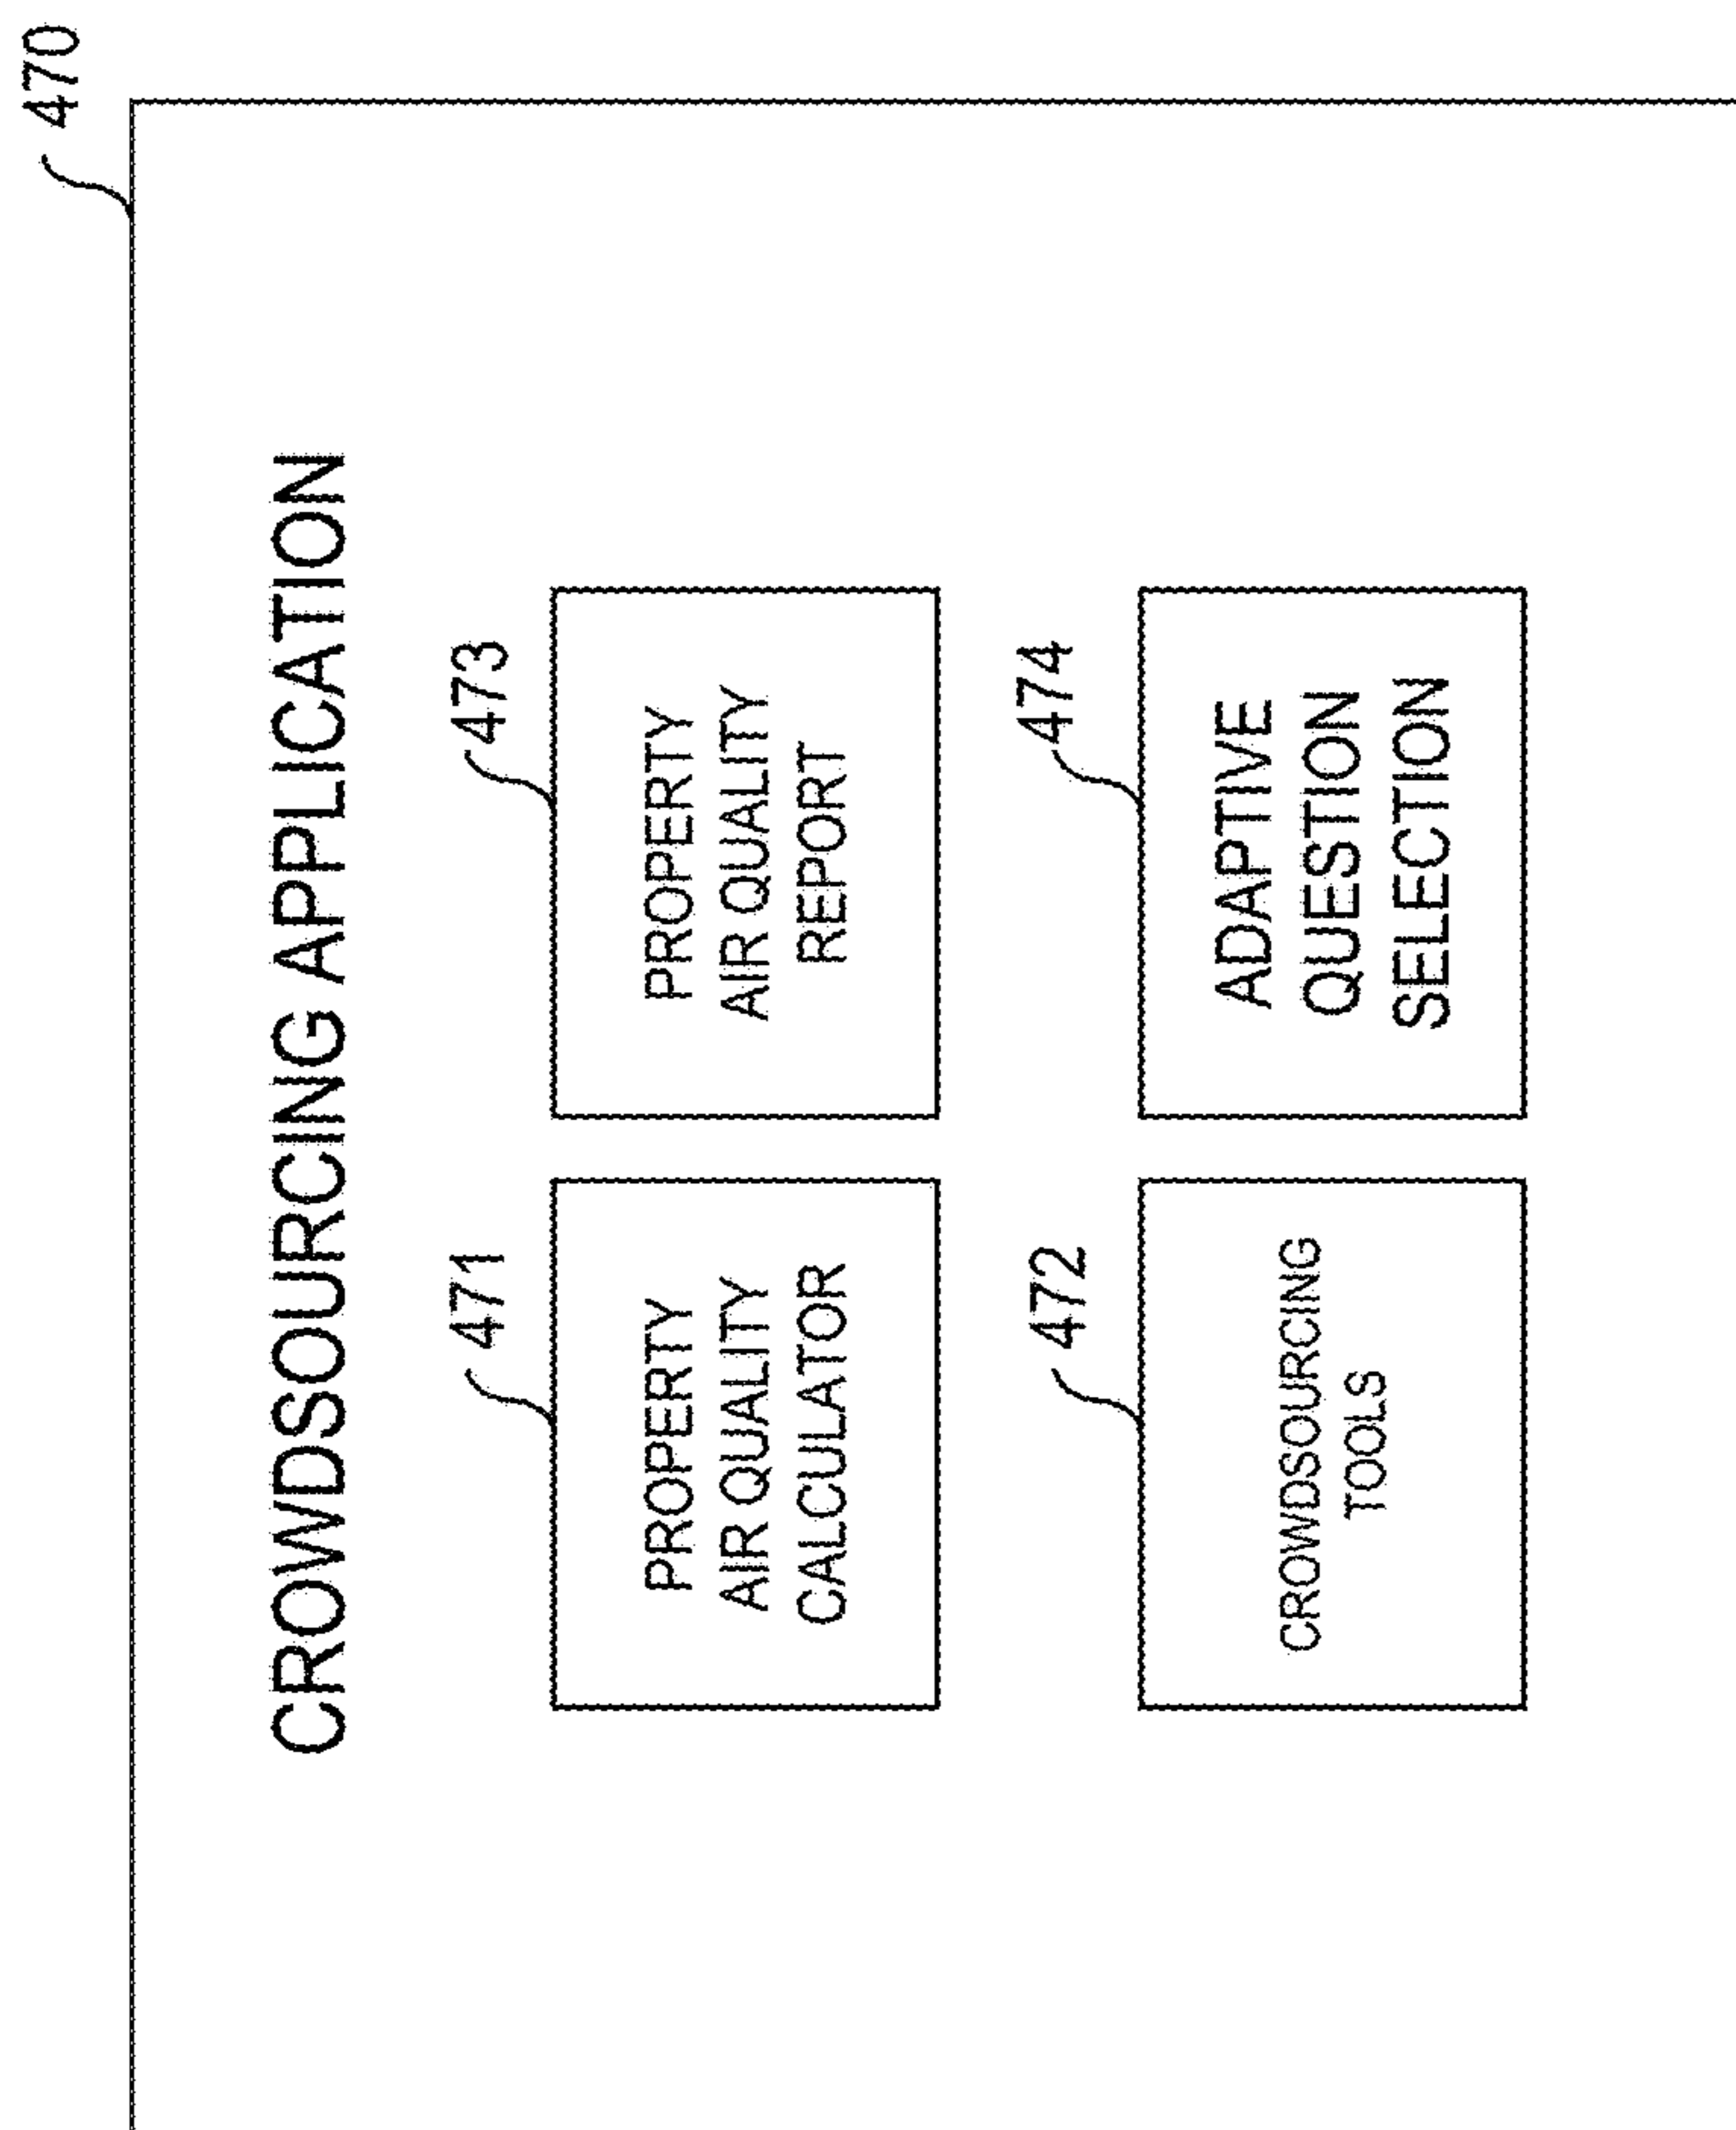 470
CROWDSOURCING APPLICATION
471
PROPERTY
AIR QUALITY
CALCULATOR
473
PROPERTY
AIR QUALITY
REPORT
472
CROWDSOURCING
TOOLS
474
ADAPTIVE
QUESTION
SELECTION